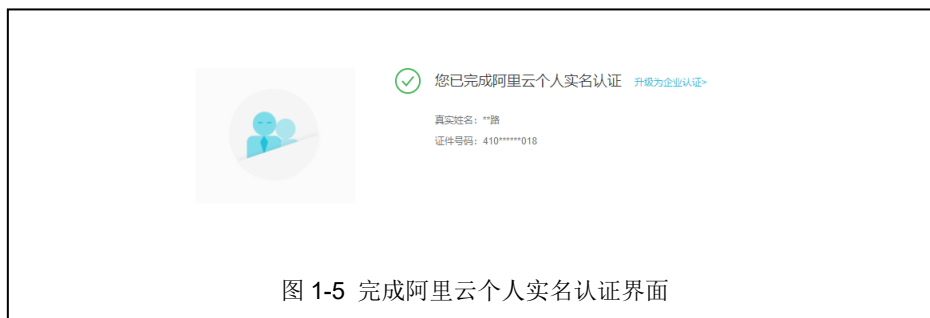 您已完成阿里云个人实名认证 升级为企业认证>
真实姓名：**路
证件号码：410******018
图 1-5 完成阿里云个人实名认证界面